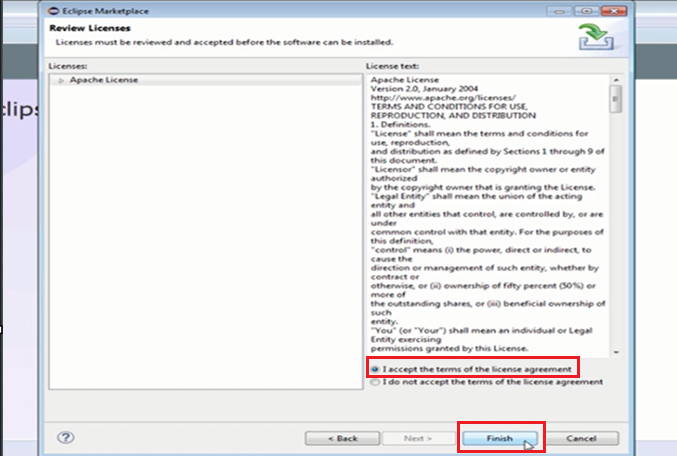 Eclipse Marketplace
Review Licenses
Licenses must be reviewed and accepted before the software can be installed.
Licenses:
Apache License
License text:
Apache License
Version 2.0, January 2004
http://www.apache.org/licenses/
TERMS AND CONDITIONS FOR USE,
REPRODUCTION, AND DISTRIBUTION
1. Definitions.
"License" shall mean the terms and conditions for
use, reproduction,
and distribution as defined by Sections 1 through 9 of
this document.
"Licensor" shall mean the copyright owner or entity
authorized
by the copyright owner that is granting the License.
"Legal Entity" shall mean the union of the acting
entity and
all other entities that control, are controlled by, or are
under
common control with that entity. For the purposes of
this definition,
"control" means (i) the power, direct or indirect, to
cause the
direction or management of such entity, whether by
contract or
otherwise, or (ii) ownership of fifty percent (50%) or
more of
the outstanding shares, or (iii) beneficial ownership of
such
entity.
"You" (or "Your") shall mean an individual or Legal
Entity exercising
permissions granted by this License.
I accept the terms of the license agreement
I do not accept the terms of the license agreement
clips
?
< Back
Next >
Finish
Cancel